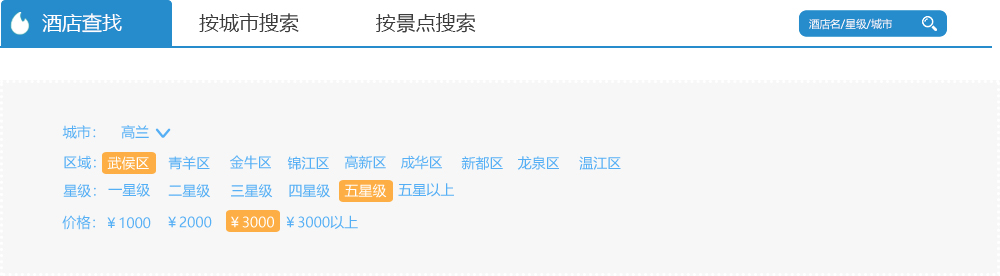 酒店查找 按城市搜索 按景点搜索 酒店名/星级/城市
城市: 高兰
区域: 武侯区 青羊区 金牛区 锦江区 高新区 成华区 新都区 龙泉区 温江区
星级: 一星级 二星级 三星级 四星级 五星级 五星以上
价格: ¥1000 ¥2000 ¥3000 ¥3000以上